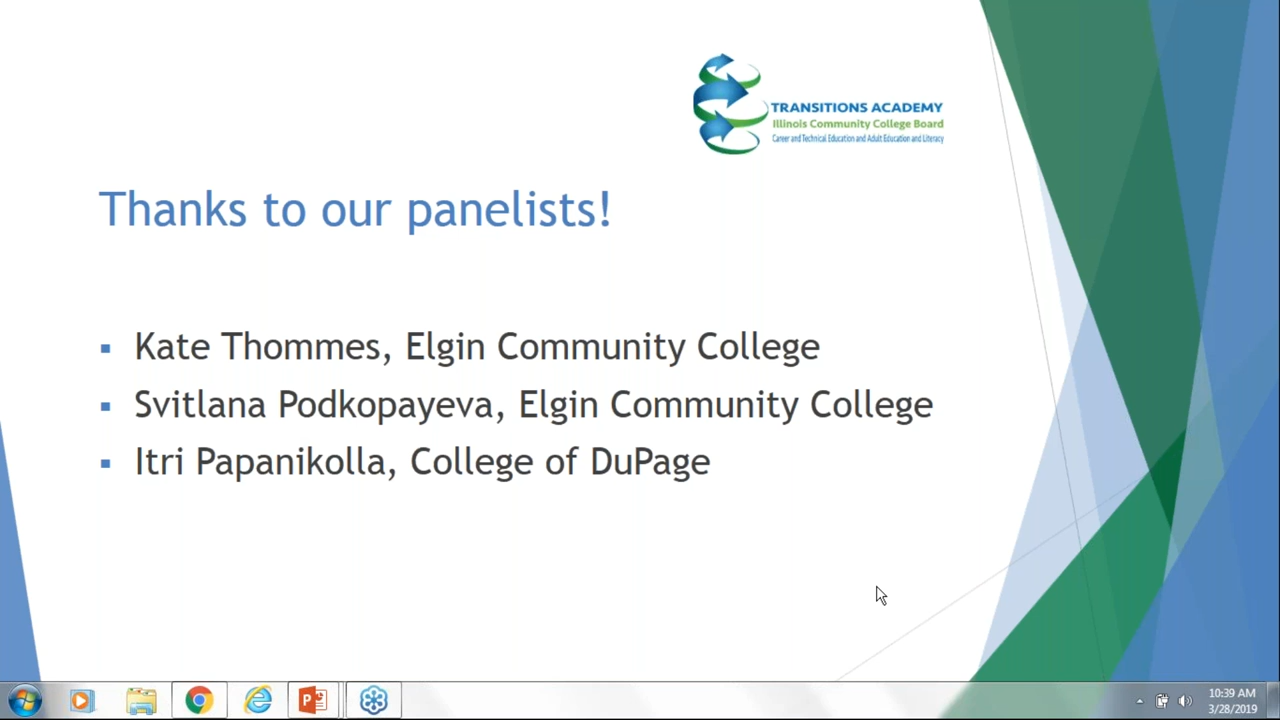 TRANSITIONS ACADEMY
Illinois Community College Board
Career and Technical Education and Adult Education and Literacy
Thanks to our panelists!
Kate Thommes, Elgin Community College
Svitlana Podkopayeva, Elgin Community College
Itri Papanikolla, College of DuPage
10:39 AM
3/28/2019